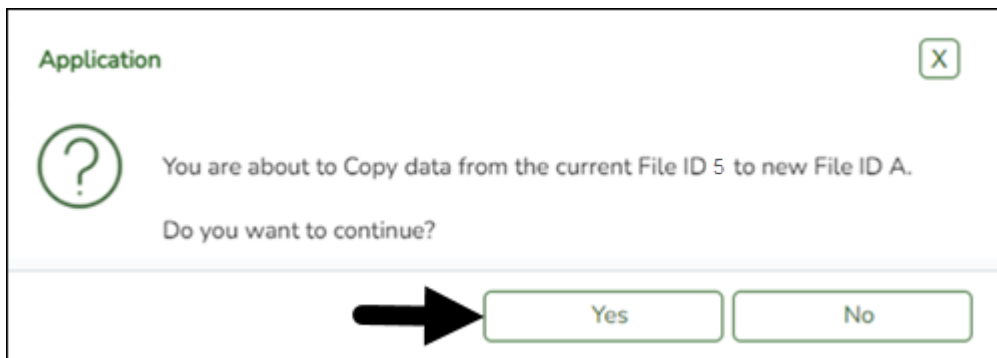 Application
X
?
You are about to Copy data from the current File ID 5 to new File ID A.
Do you want to continue?
Yes
No